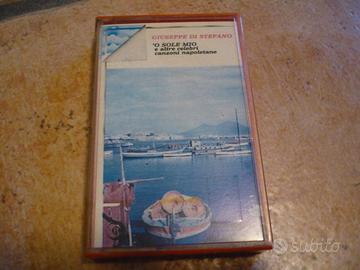 GIUSEPPE DI STEFANO
'O SOLE MIO
e altre celebri
canzoni napoletane
subito